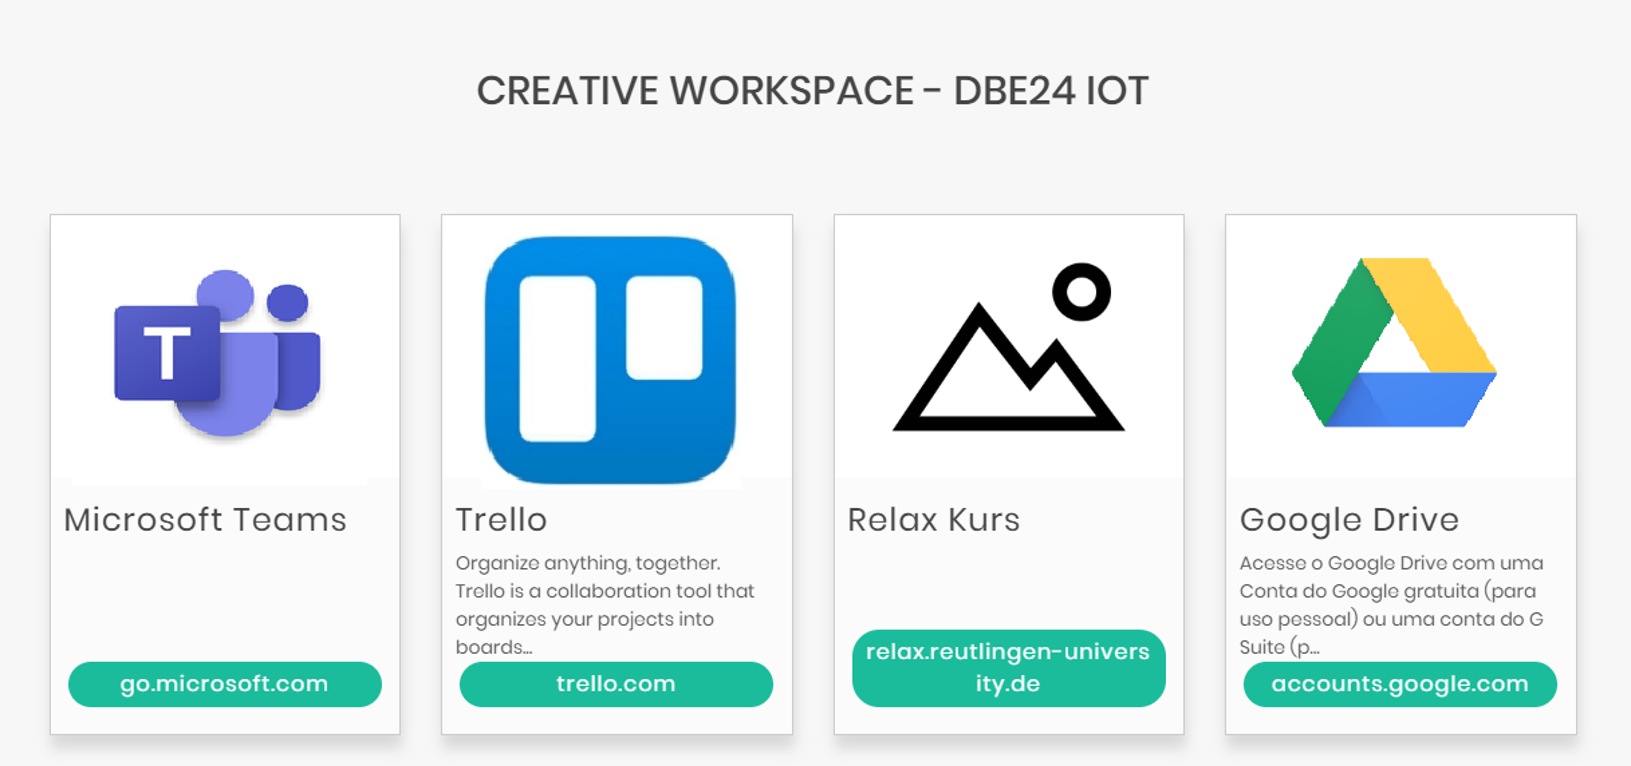 CREATIVE WORKSPACE - DBE24 IOT
T
Microsoft Teams
go.microsoft.com
Trello
Organize anything, together.
Trello is a collaboration tool that
organizes your projects into
boards...
trello.com
Relax Kurs
relax.reutlingen-univers
ity.de
Google Drive
Acesse o Google Drive com uma
Conta do Google gratuita (para
uso pessoal) ou uma conta do G
Suite (p...
accounts.google.com